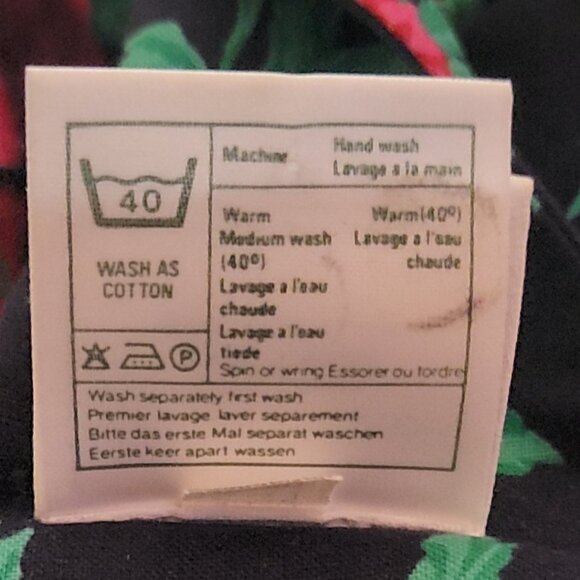 40
WASH AS
COTTON
P
Machine
Hand wash
Lavage a la main
Warm
Medium wash
(40º)
Lavage a l'eau
chaude
Lavage a l'eau
tiede
Warm(40º)
Lavage a l'eau
chaude
Spin or wring Essorer ou tordre
Wash separately first wash
Premier lavage laver separement
Bitte das erste Mal separat waschen
Eerste keer apart wassen